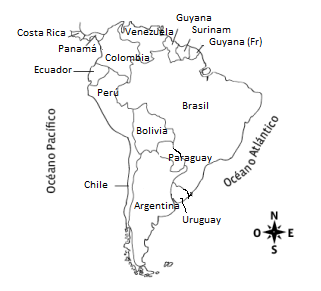 Guyana
Surinam
Guyana (Fr)
Costa Rica
Venezuela
Panamá
Colombia
Ecuador
Perú
Brasil
Bolivia
Paraguay
Chile
Argentina
Uruguay
Océano Pacífico
Océano Atlántico
N
O E
S